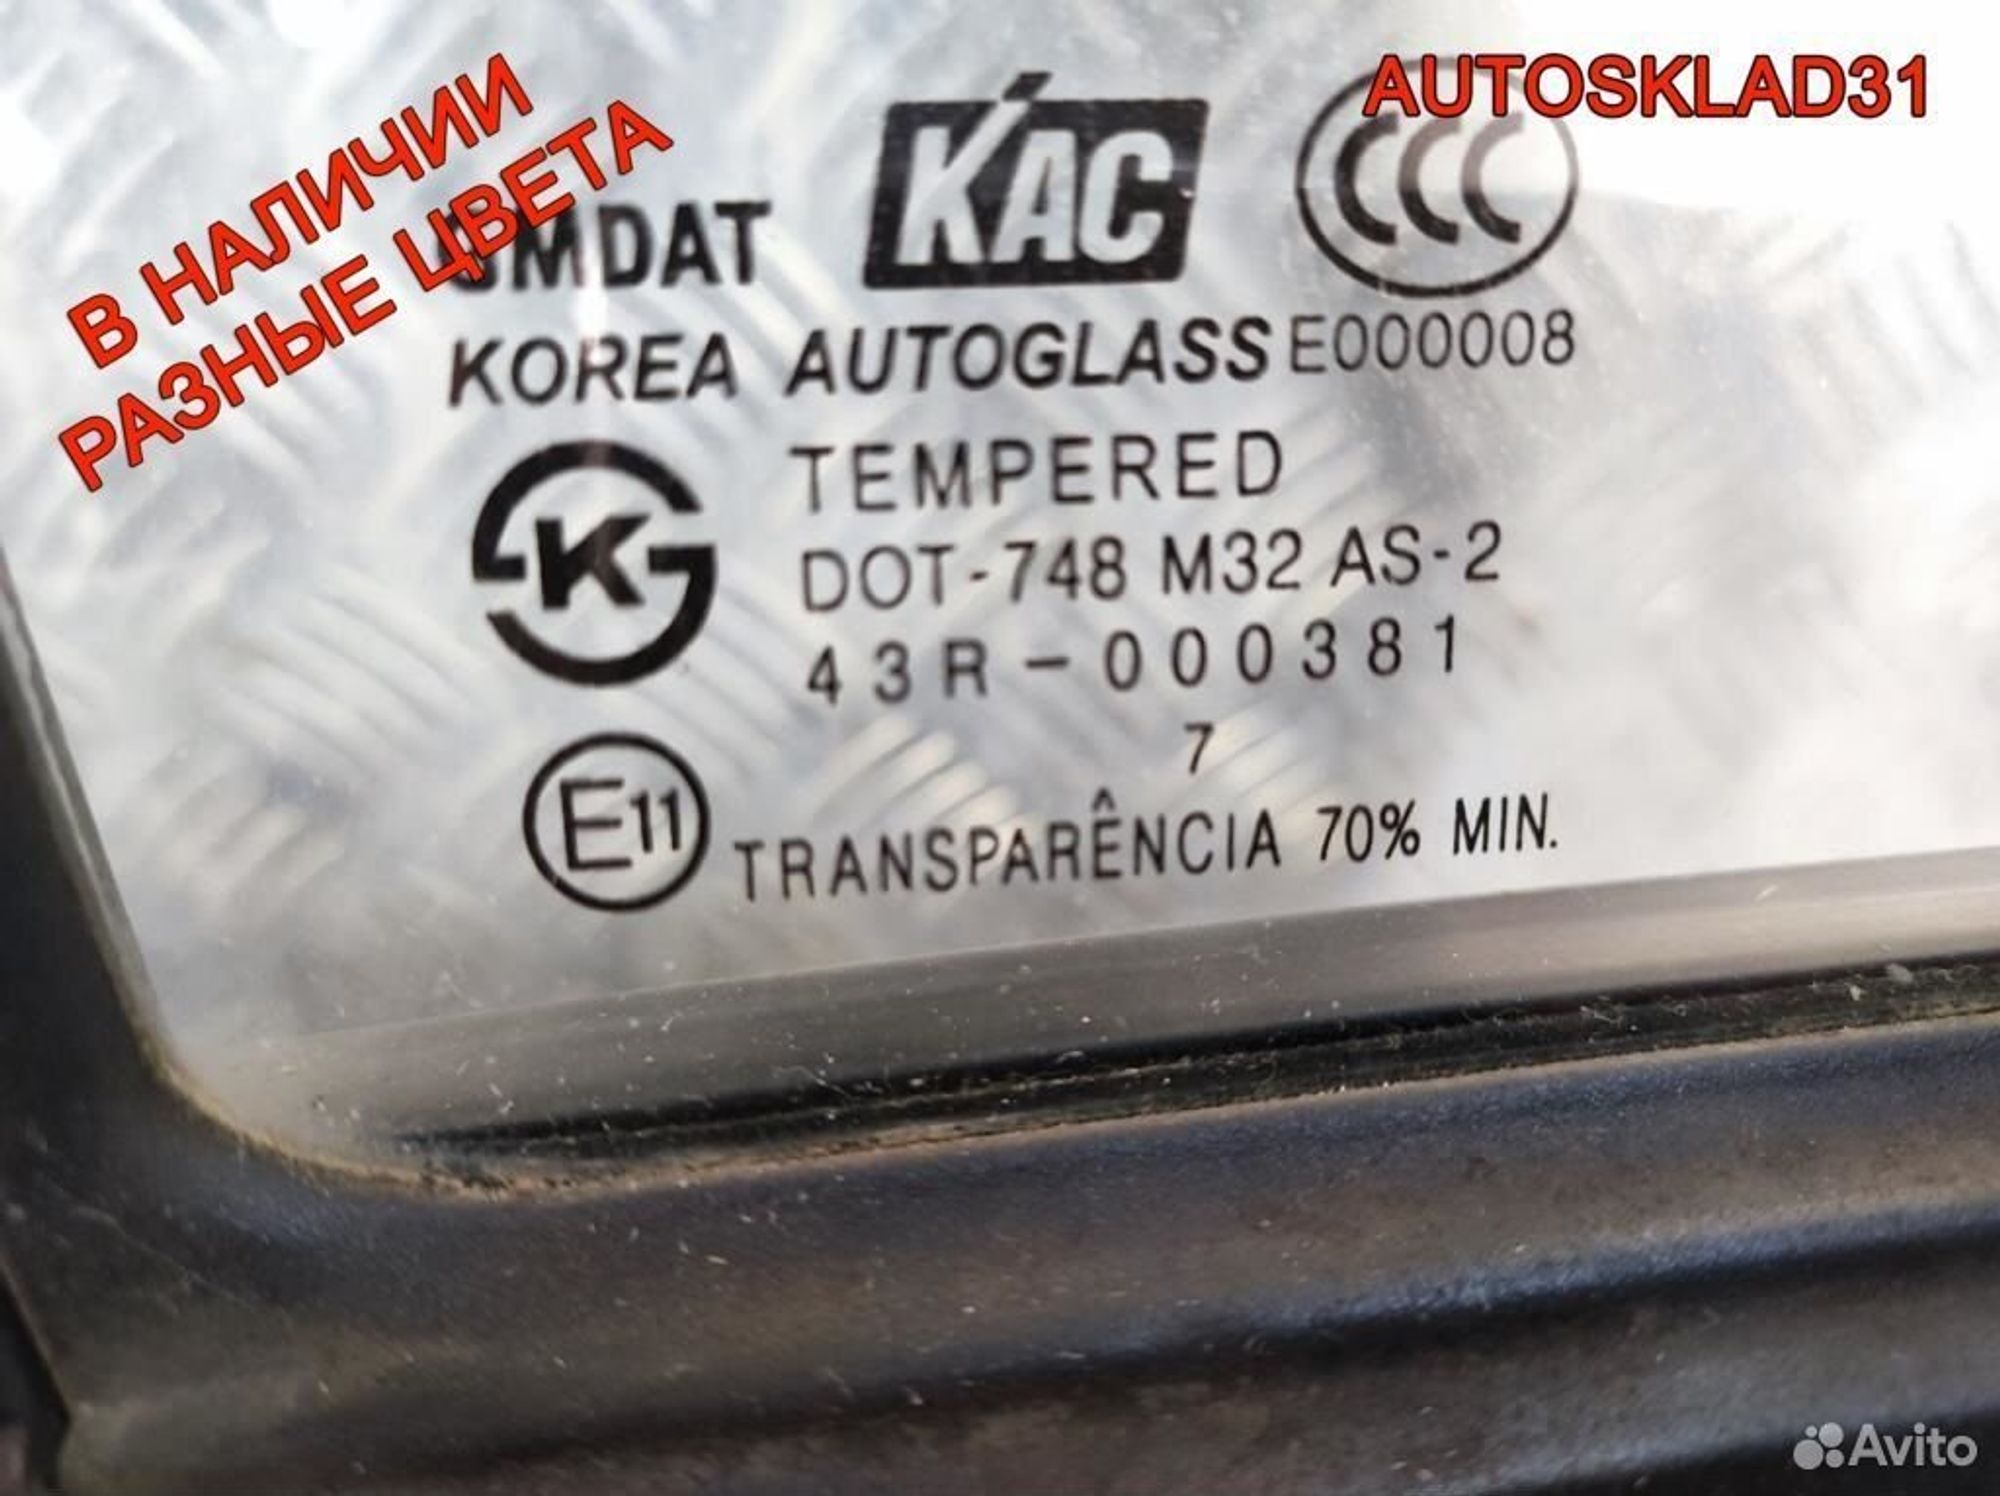 В НАЛИЧИИ
РАЗНЫЕ ЦВЕТА
AUTOSKLAD31
GMDAT KAC CCC
KOREA AUTOGLASS E000008
K
TEMPERED
DOT-748 M32 AS-2
43R-000381
7
E11 TRANSPARÊNCIA 70% MIN.
Avito